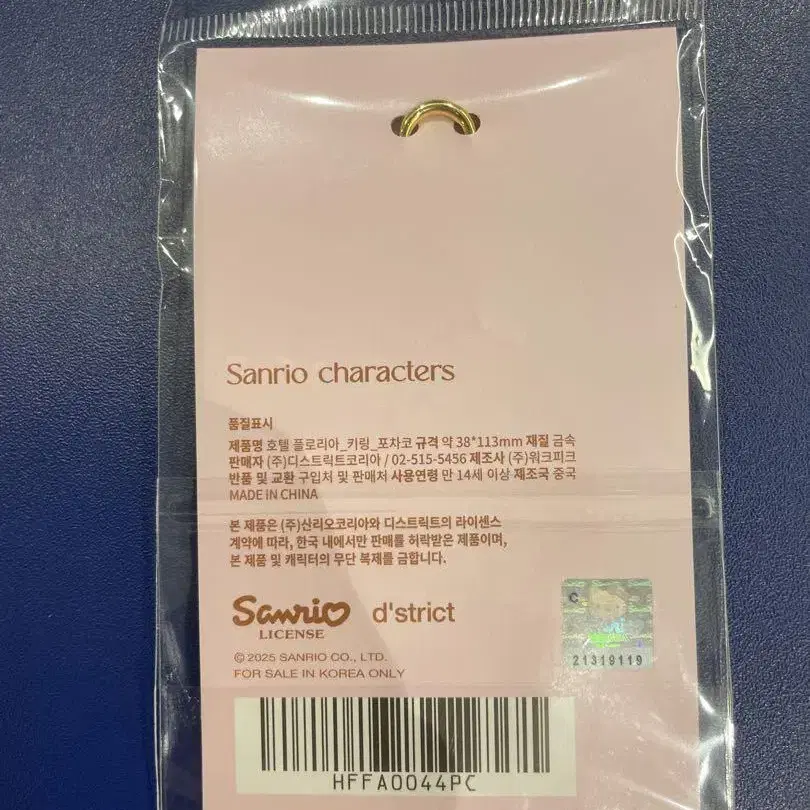 Sanrio characters
품질표시
제품명 호텔 플로리아_키링_포차코 규격 약 38*113mm 재질 금속
판매자 (주)디스트릭트코리아 / 02-515-5456 제조사 (주)워크피크
반품 및 교환 구입처 및 판매처 사용연령 만 14세 이상 제조국 중국
MADE iN CHINA
본 제품은 (주)산리오코리아와 디스트릭트의 라이센스
계약에 따라, 한국 내에서만 판매를 허락받은 제품이며,
본 제품 및 캐릭터의 무단 복제를 금합니다.
Sanrio d'strict
LICENSE
© 2025 SANRIO CO., LTD.
FOR SALE IN KOREA ONLY
C
21319119
HFFA0044PC